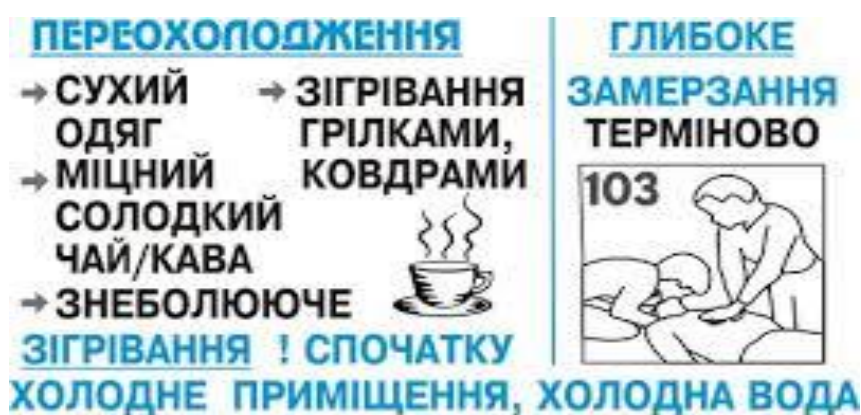 ПЕРЕОХОЛОДЖЕННЯ
→ СУХИЙ
ОДЯГ
→ МІЦНИЙ
СОЛОДКИЙ
ЧАЙ/КАВА
→ ЗНЕБОЛЮЮЧЕ
→ ЗІГРІВАННЯ
ГРІЛКАМИ,
КОВДРАМИ
ГЛИБОКЕ
ЗАМЕРЗАННЯ
ТЕРМІНОВО
103
ЗІГРІВАННЯ ! СПОЧАТКУ
ХОЛОДНЕ ПРИМІЩЕННЯ, ХОЛОДНА ВОДА